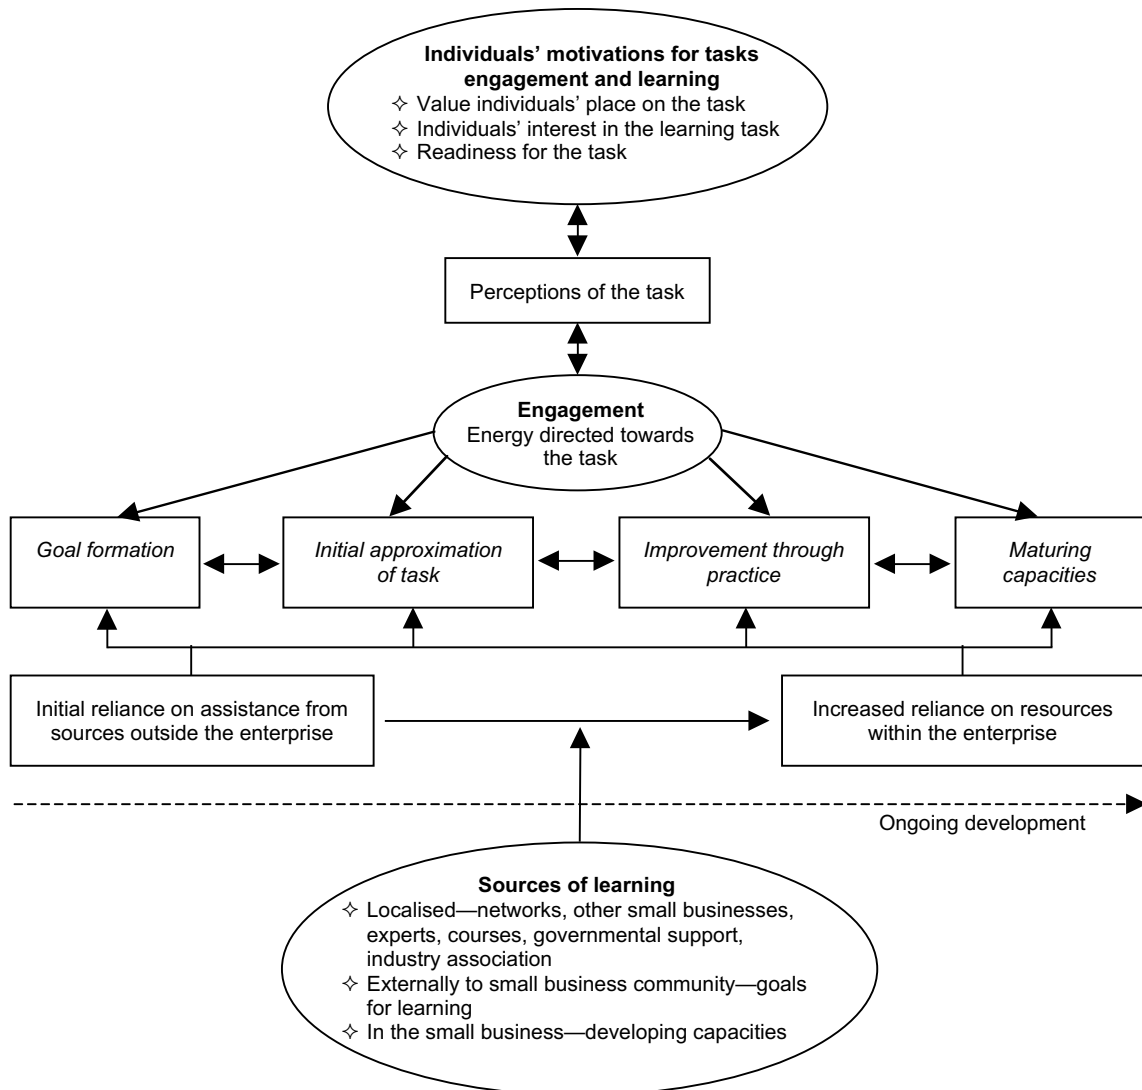 Individuals’ motivations for tasks
engagement and learning
✧ Value individuals’ place on the task
✧ Individuals’ interest in the learning task
✧ Readiness for the task
Perceptions of the task
Engagement
Energy directed towards
the task
Goal formation
Initial approximation
of task
Improvement through
practice
Maturing
capacities
Initial reliance on assistance from
sources outside the enterprise
Increased reliance on resources
within the enterprise
Ongoing development
Sources of learning
✧ Localised—networks, other small businesses,
experts, courses, governmental support,
industry association
✧ Externally to small business community—goals
for learning
✧ In the small business—developing capacities